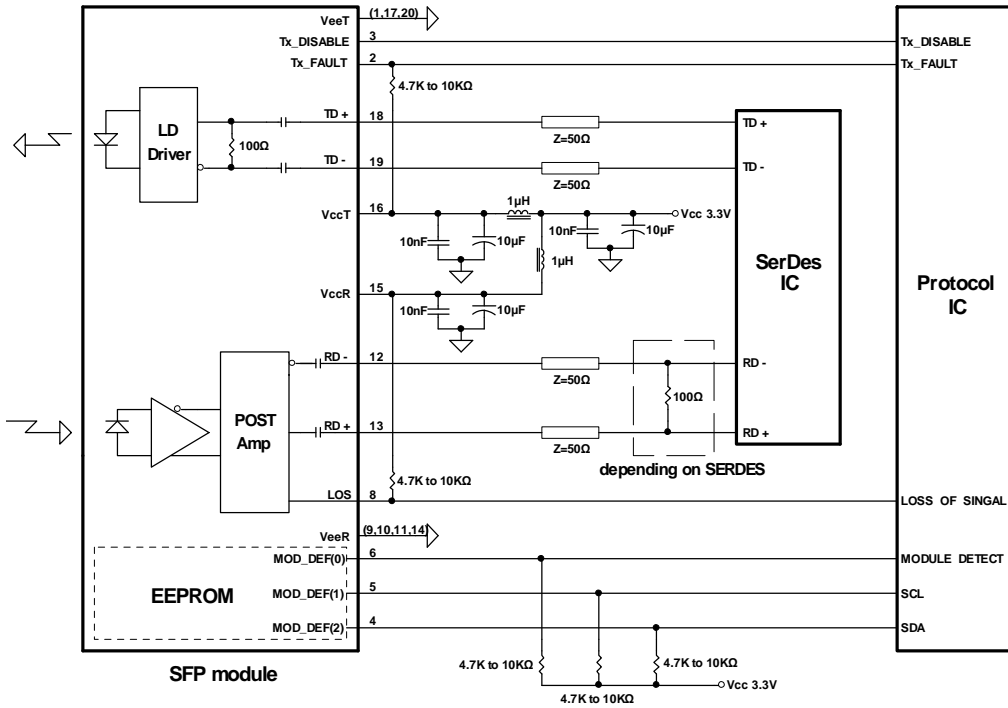 VeeT (1,17,20)
Tx_DISABLE 3 Tx_DISABLE
Tx_FAULT 2 Tx_FAULT
4.7K to 10KΩ
LD
Driver
100Ω
TD + 18 Z=50Ω TD +
TD - 19 Z=50Ω TD -
1µH
VccT 16 Vcc 3.3V
10nF 10µF 10nF 10µF
1µH
SerDes
IC
Protocol
IC
VccR 15
10nF 10µF
RD - 12 Z=50Ω RD -
POST
Amp
100Ω
RD + 13 Z=50Ω RD +
depending on SERDES
4.7K to 10KΩ
LOS 8 LOSS OF SINGAL
VeeR (9,10,11,14)
MOD_DEF(0) 6 MODULE DETECT
EEPROM
MOD_DEF(1) 5 SCL
MOD_DEF(2) 4 SDA
SFP module
4.7K to 10KΩ 4.7K to 10KΩ
Vcc 3.3V
4.7K to 10KΩ